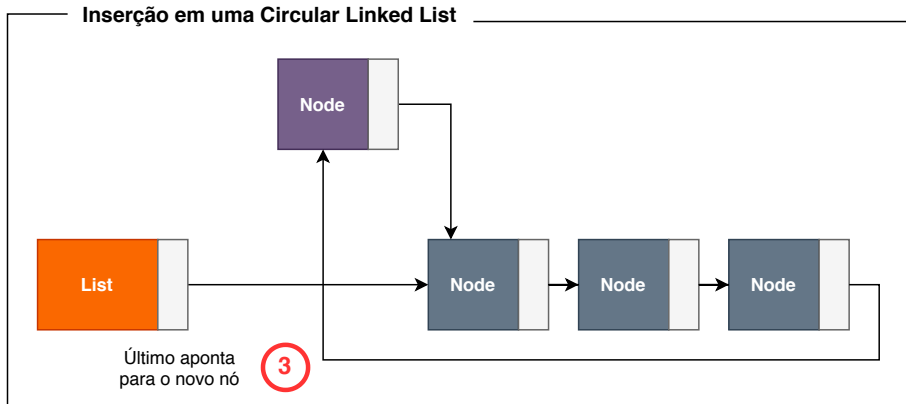 Inserção em uma Circular Linked List
Node
List
Node
Node
Node
Último aponta
para o novo nó
3